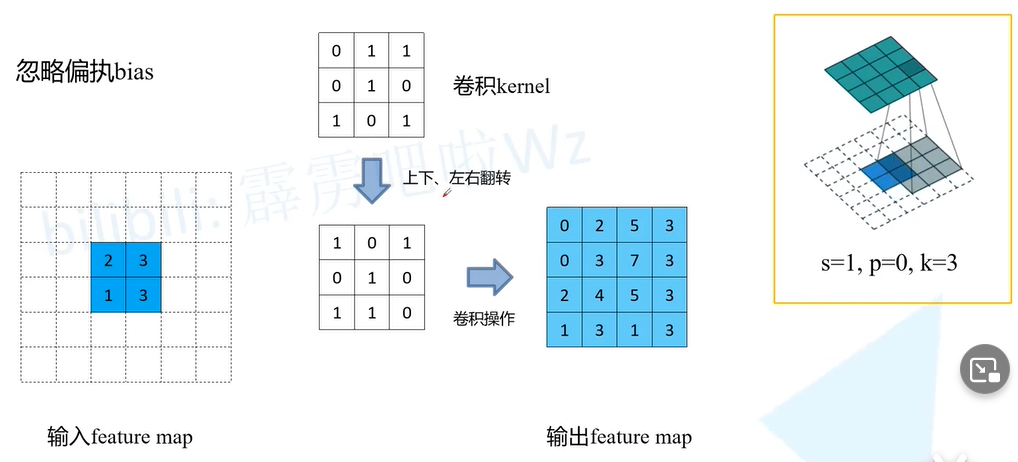 忽略偏执bias
0 1 1
0 1 0
1 0 1
卷积kernel
上下、左右翻转
bilibili: 霹雳吧啦Wz
2 3
1 3
1 0 1
0 1 0
1 1 0
卷积操作
0 2 5 3
0 3 7 3
2 4 5 3
1 3 1 3
s=1, p=0, k=3
输入feature map
输出feature map